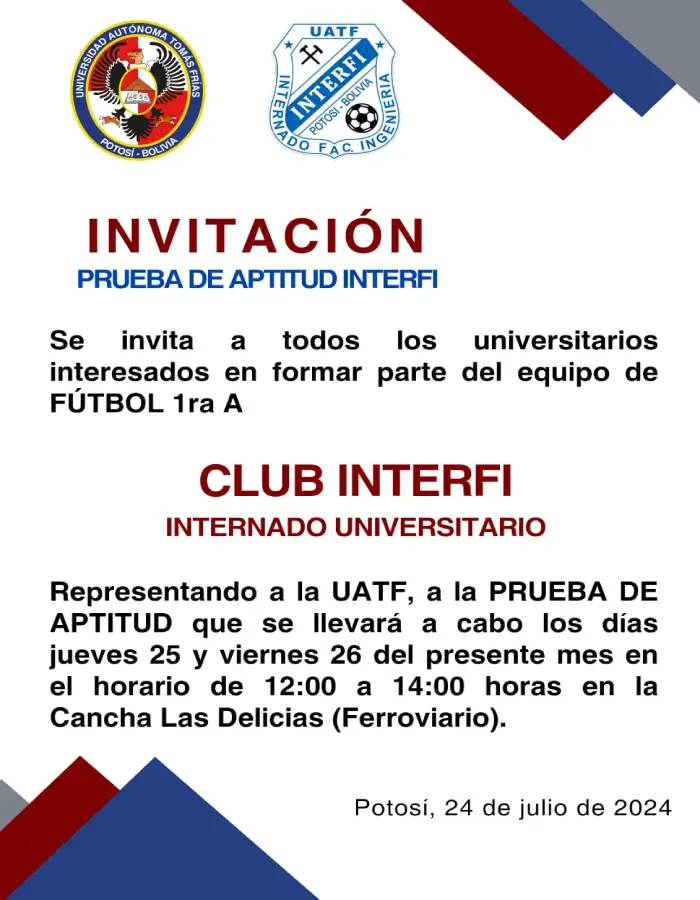 UNIVERSIDAD AUTÓNOMA TOMÁS FRÍAS
POTOSÍ - BOLIVIA
UATF
INTERFI
POTOSÍ - BOLIVIA
INTERNADO FAC. INGENIERIA
INVITACIÓN
PRUEBA DE APTITUD INTERFI
Se invita a todos los universitarios
interesados en formar parte del equipo de
FÚTBOL 1ra A
CLUB INTERFI
INTERNADO UNIVERSITARIO
Representando a la UATF, a la PRUEBA DE
APTITUD que se llevará a cabo los días
jueves 25 y viernes 26 del presente mes en
el horario de 12:00 a 14:00 horas en la
Cancha Las Delicias (Ferroviario).
Potosí, 24 de julio de 2024